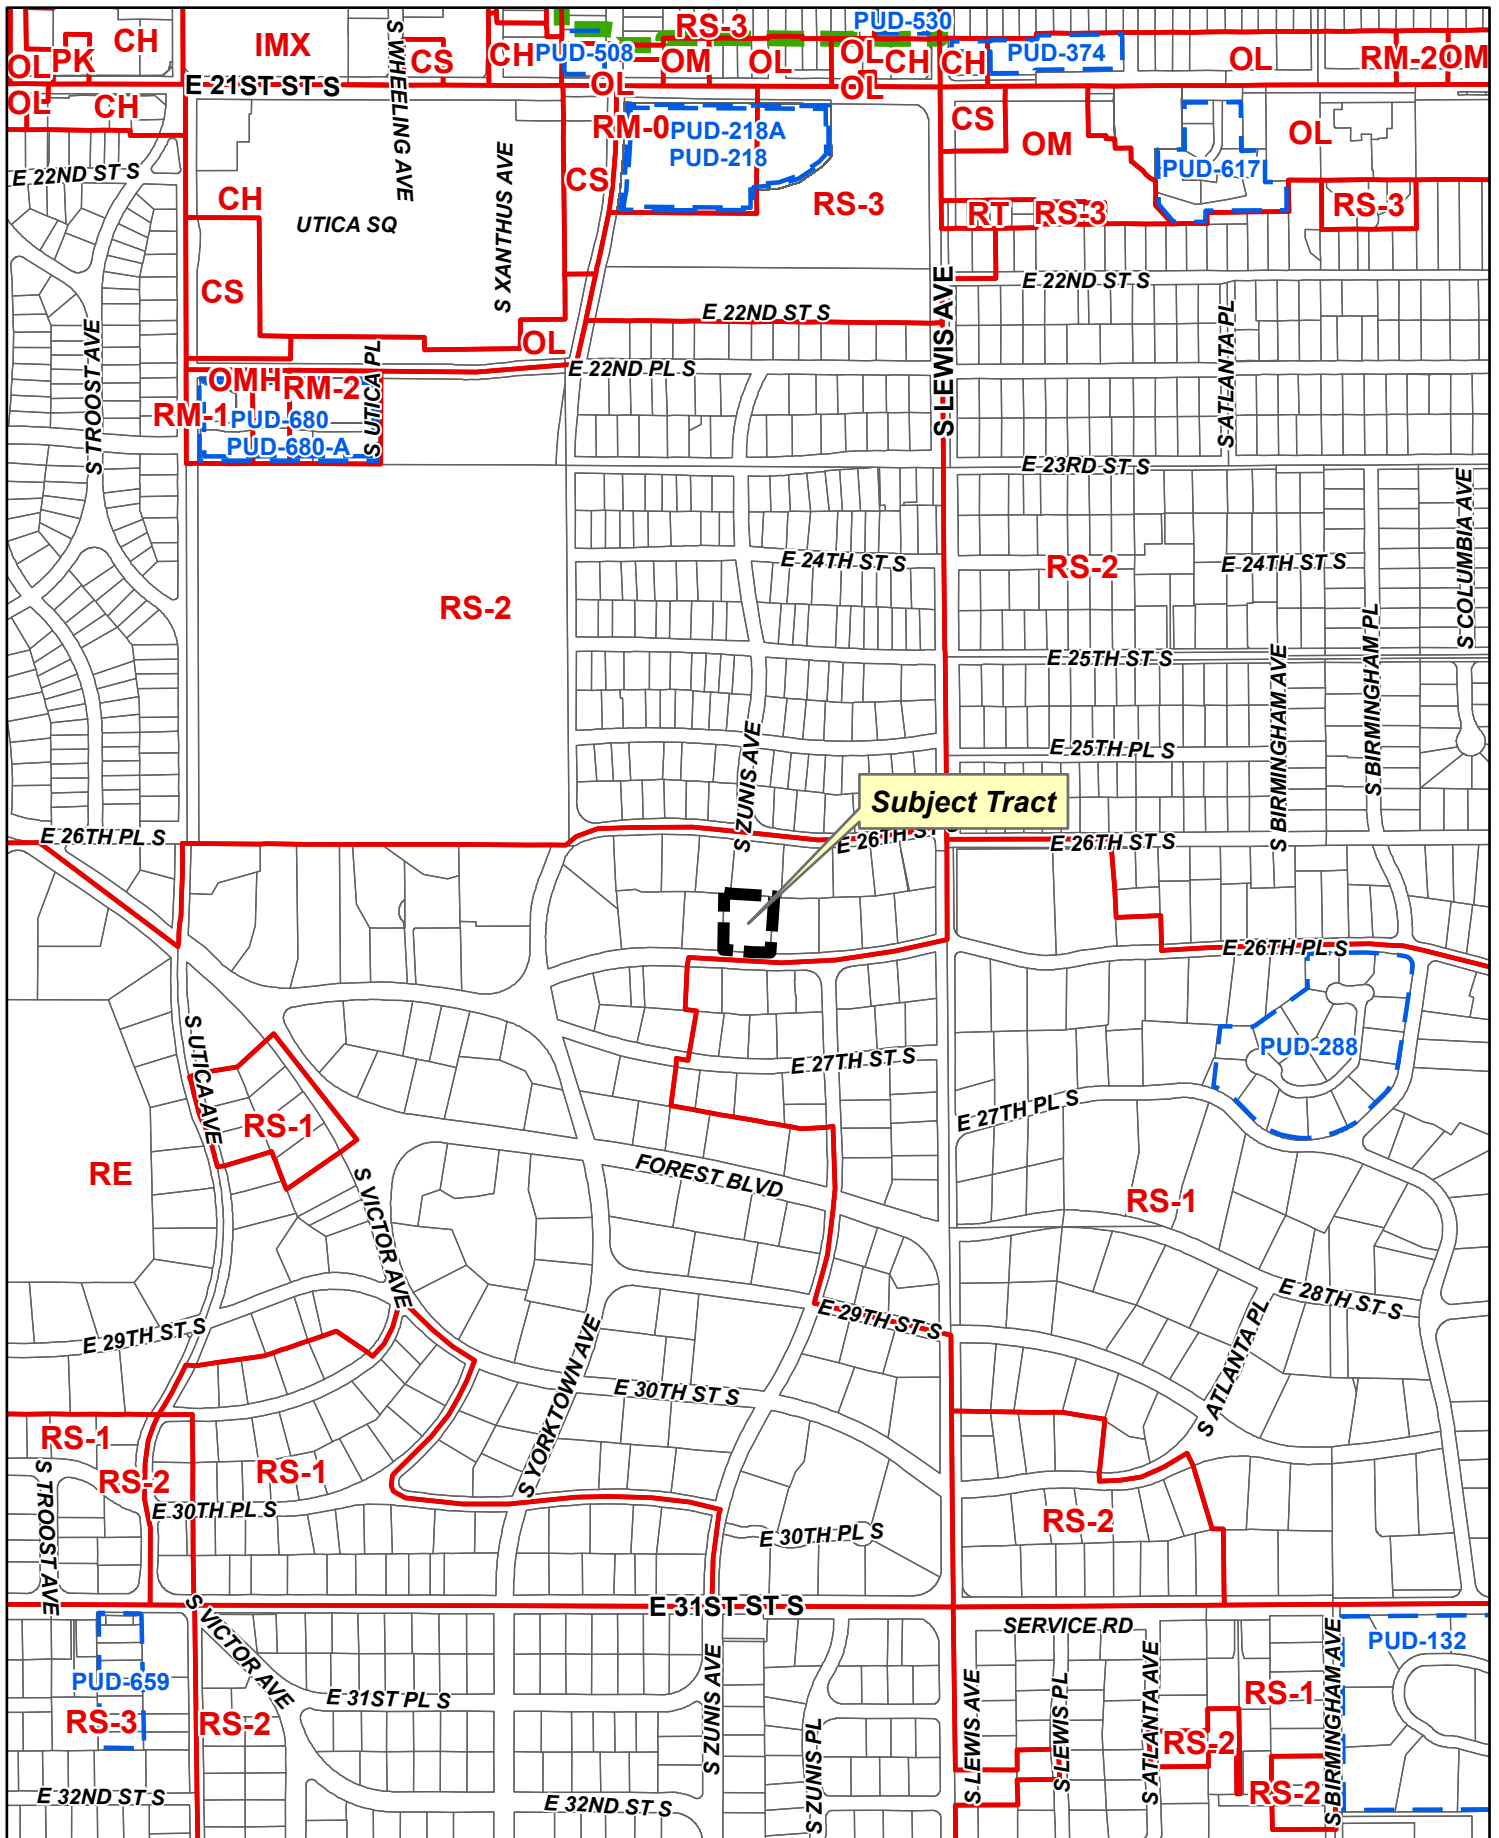 RS-3
PUD-530
CH
IMX
S WHEELING AVE
CS
CH
PUD-508
OM
OL
OL
CH
CH
PUD-374
OL
RM-2
OM
OL
PK
E 21ST ST S
OL
OL
OL
CH
RM-0
PUD-218A
PUD-218
CS
OM
OL
PUD-617
E 22ND ST S
CH
UTICA SQ
S XANTHUS AVE
CS
RS-3
RT
RS-3
RS-3
CS
S LEWIS AVE
E 22ND ST S
E 22ND ST S
OL
E 22ND PL S
S ATLANTA PL
S TROOST AVE
OMH
RM-2
S UTICA PL
RM-1
PUD-680
PUD-680-A
E 23RD ST S
S COLUMBIA AVE
E 24TH ST S
RS-2
E 24TH ST S
RS-2
E 25TH ST S
S BIRMINGHAM AVE
S BIRMINGHAM PL
S ZUNIS AVE
E 25TH PL S
Subject Tract
E 26TH PL S
E 26TH ST S
E 26TH ST S
E 26TH PL S
S UTICA AVE
PUD-288
E 27TH ST S
E 27TH PL S
RS-1
RE
FOREST BLVD
S VICTOR AVE
RS-1
E 28TH ST S
E 29TH ST S
E 29TH ST S
S ATLANTA PL
S YORKTOWN AVE
E 30TH ST S
RS-1
RS-2
RS-1
S TROOST AVE
E 30TH PL S
RS-2
E 30TH PL S
E 31ST ST S
S VICTOR AVE
SERVICE RD
PUD-132
PUD-659
RS-3
RS-2
E 31ST PL S
S ZUNIS AVE
S ZUNIS PL
S LEWIS AVE
S LEWIS PL
S ATLANTA AVE
RS-1
S BIRMINGHAM AVE
RS-2
RS-2
E 32ND ST S
E 32ND ST S